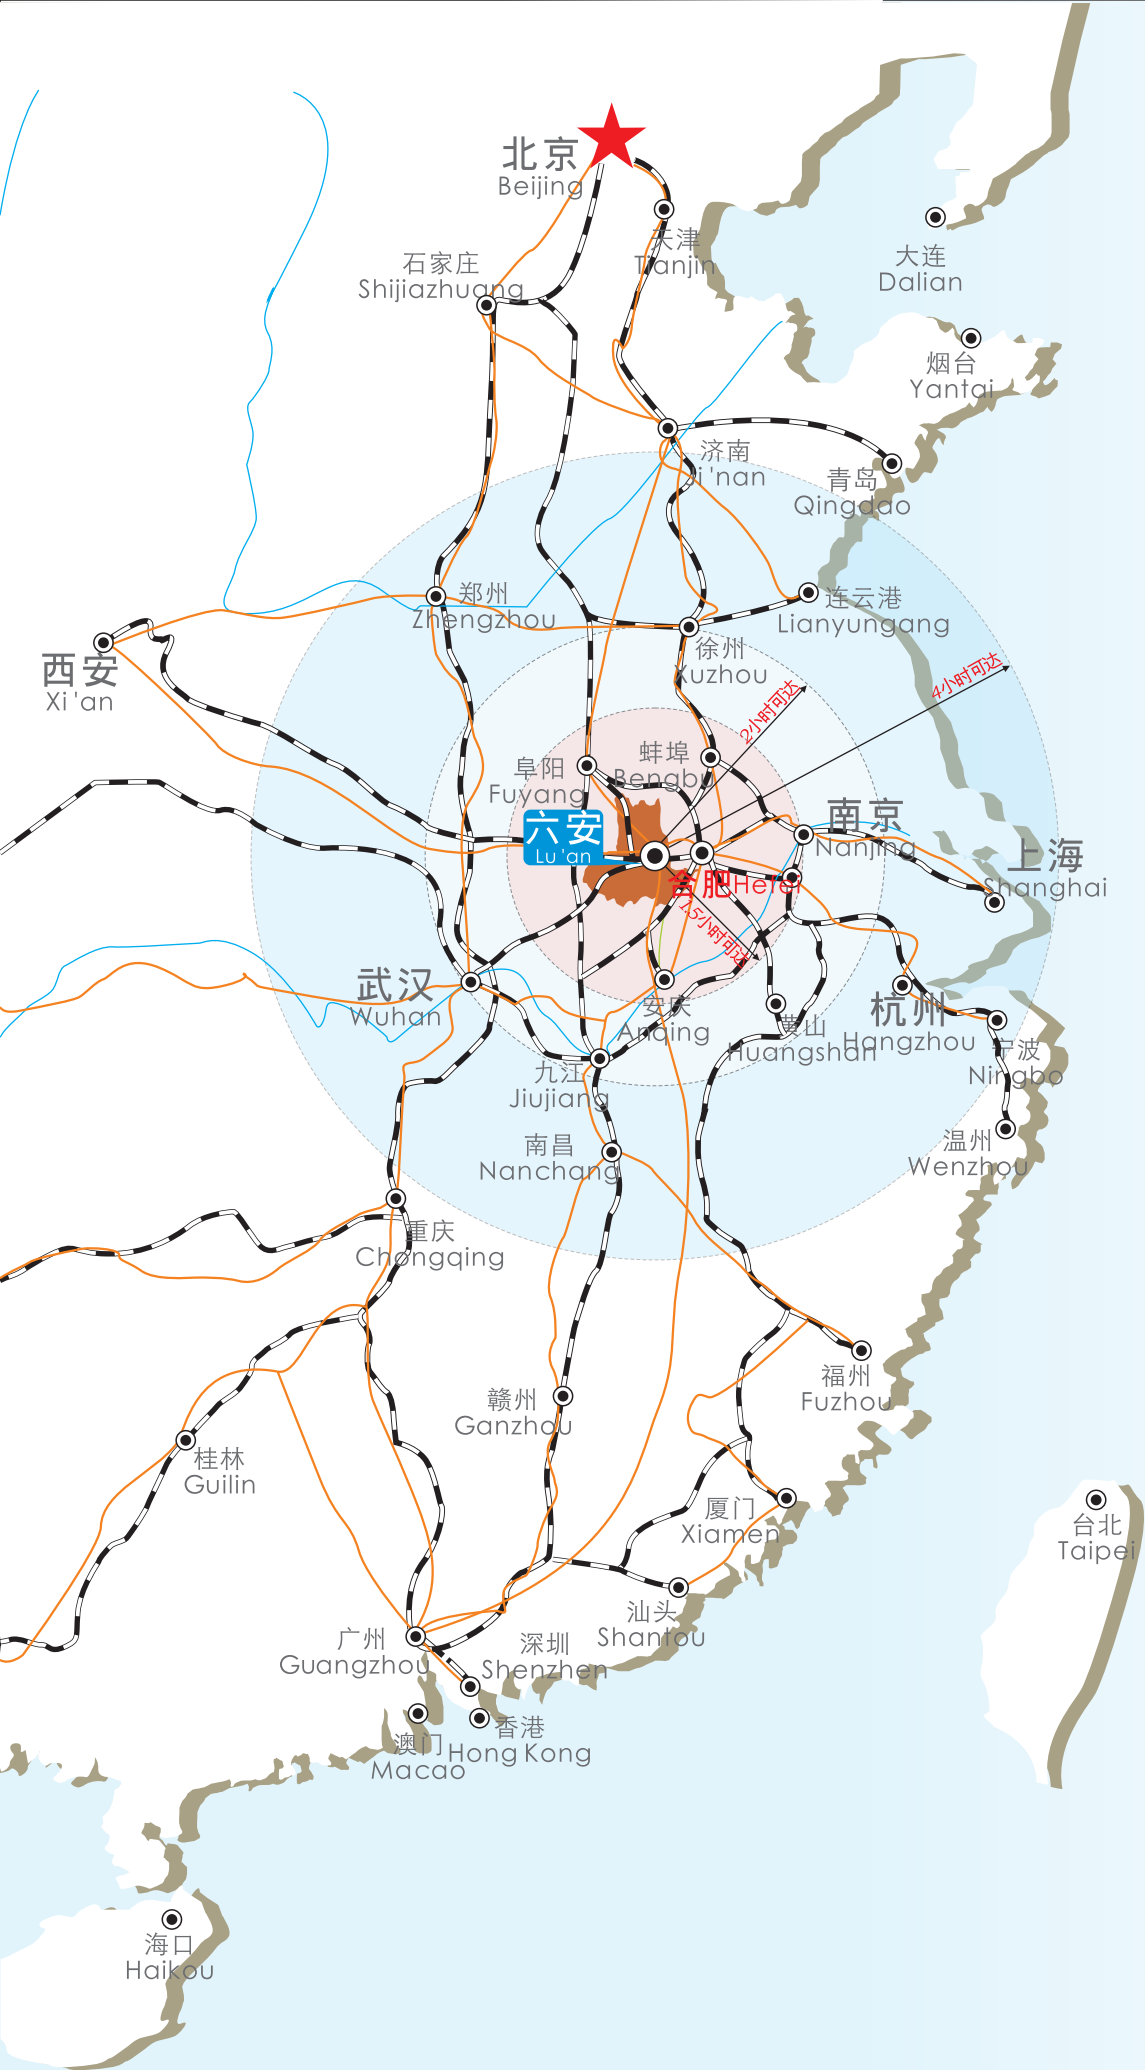 北京
Beijing
天津
Tianjin
石家庄
Shijiazhuang
大连
Dalian
烟台
Yantai
济南
Ji'nan
青岛
Qingdao
郑州
Zhengzhou
连云港
Lianyungang
徐州
Xuzhou
西安
Xi'an
4小时可达
2小时可达
蚌埠
Bengbu
阜阳
Fuyang
六安
Lu'an
南京
Nanjing
上海
Shanghai
合肥Hefei
1.5小时可达
武汉
Wuhan
安庆
Anqing
黄山
Huangshan
杭州
Hangzhou
宁波
Ningbo
九江
Jiujiang
南昌
Nanchang
温州
Wenzhou
重庆
Chongqing
福州
Fuzhou
赣州
Ganzhou
桂林
Guilin
厦门
Xiamen
台北
Taipei
汕头
Shantou
广州
Guangzhou
深圳
Shenzhen
香港
Hong Kong
澳门
Macao
海口
Haikou